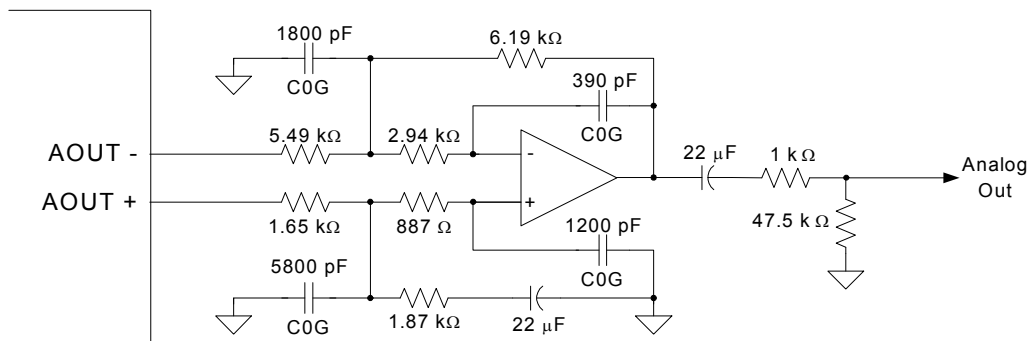 1800 pF
C0G
6.19 kΩ
390 pF
C0G
5.49 kΩ
2.94 kΩ
AOUT -
-
22 μF
1 kΩ
Analog
Out
AOUT +
+
1.65 kΩ
887 Ω
1200 pF
C0G
47.5 k Ω
5800 pF
C0G
1.87 kΩ
22 μF